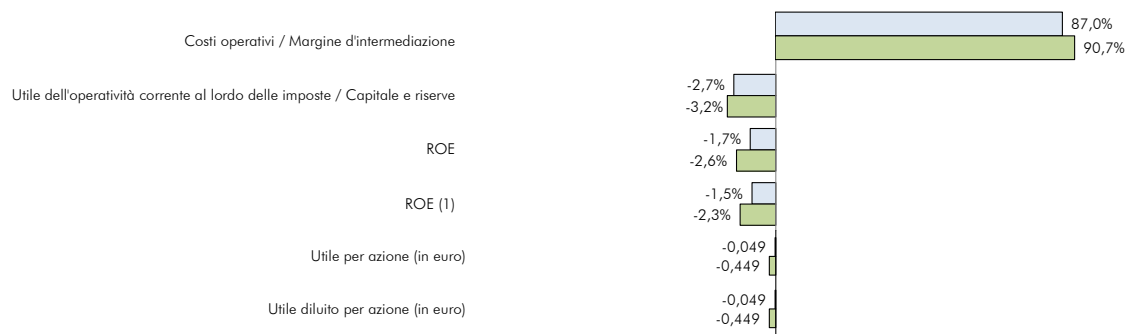 Costi operativi / Margine d'intermediazione
87,0%
90,7%
Utile dell'operatività corrente al lordo delle imposte / Capitale e riserve
-2,7%
-3,2%
ROE
-1,7%
-2,6%
ROE (1)
-1,5%
-2,3%
Utile per azione (in euro)
-0,049
-0,449
Utile diluito per azione (in euro)
-0,049
-0,449